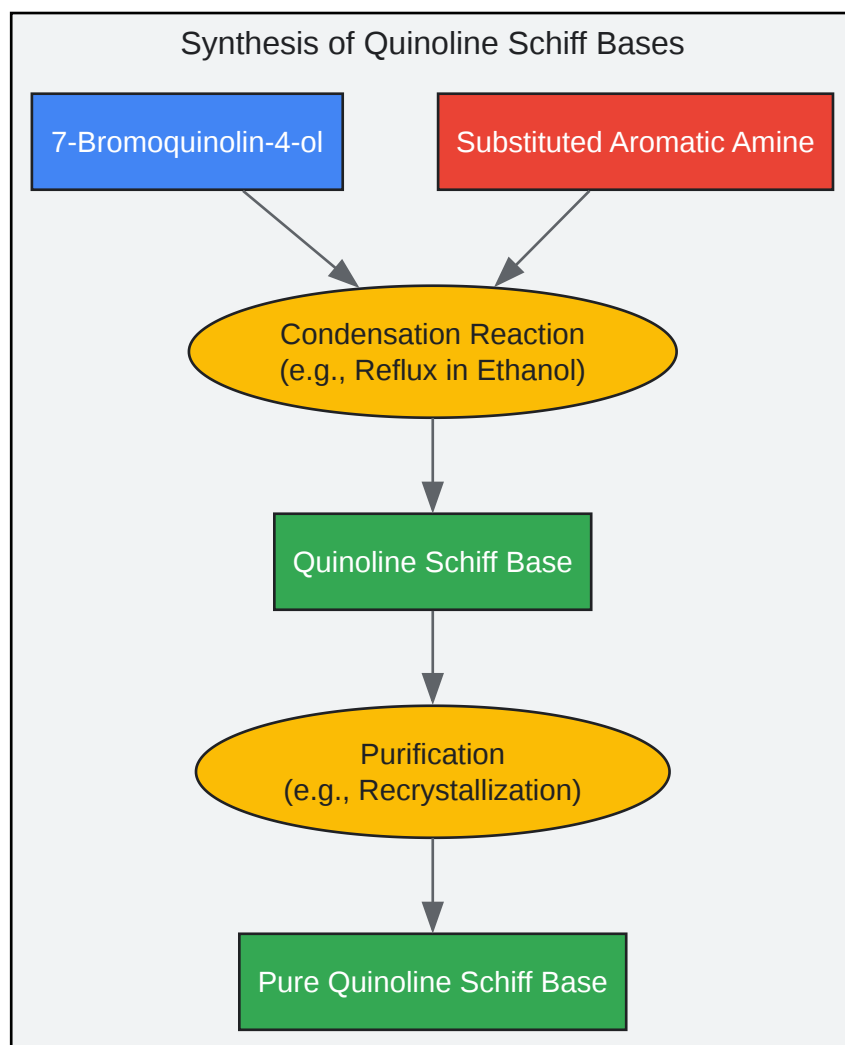 Synthesis of Quinoline Schiff Bases
7-Bromoquinolin-4-ol
Substituted Aromatic Amine
Condensation Reaction
(e.g., Reflux in Ethanol)
Quinoline Schiff Base
Purification
(e.g., Recrystallization)
Pure Quinoline Schiff Base